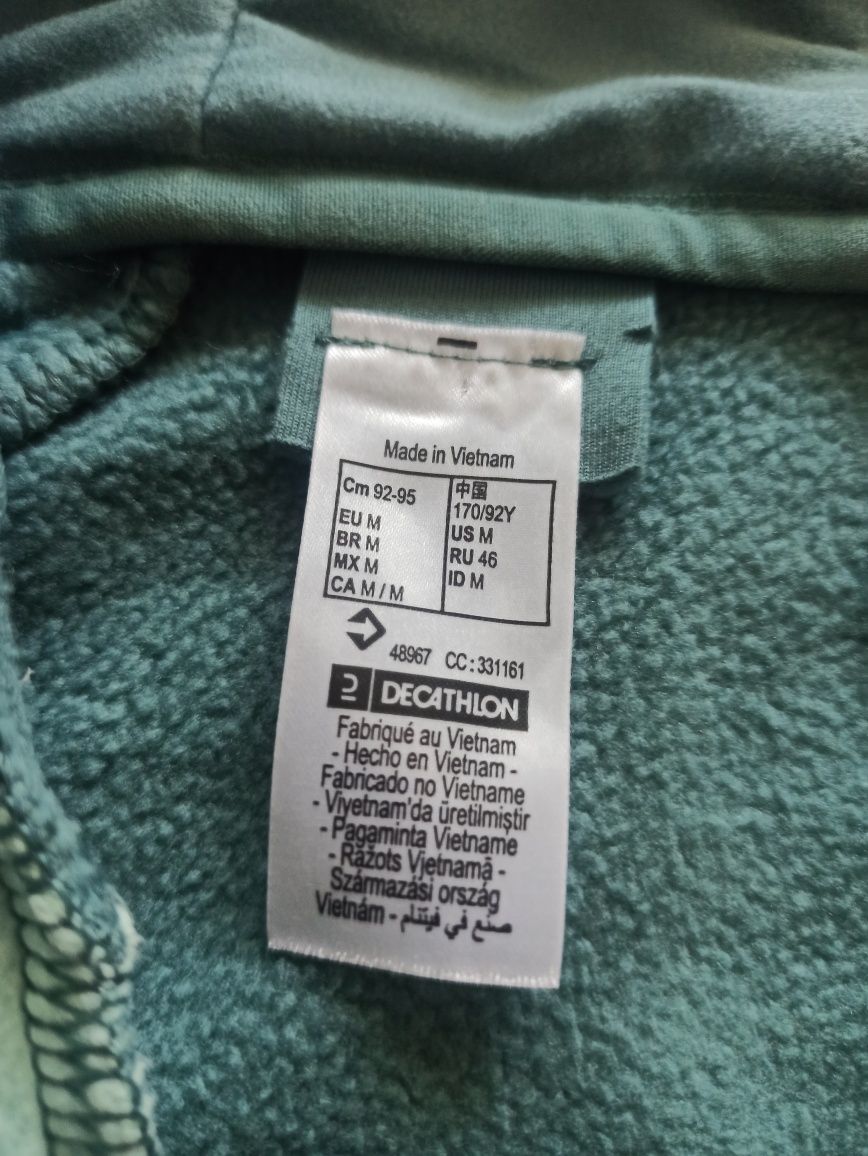 Made in Vietnam
Cm 92-95
EU M
BR M
MX M
CA M / M
中国
170/92Y
US M
RU 46
ID M
48967 CC : 331161
DECATHLON
Fabriqué au Vietnam
- Hecho en Vietnam -
Fabricado no Vietname
- Viyetnam'da üretilmiştir
- Pagaminta Vietname
- Ražots Vjetnamā -
Származási ország
Vietnám - صنع في فيتنام